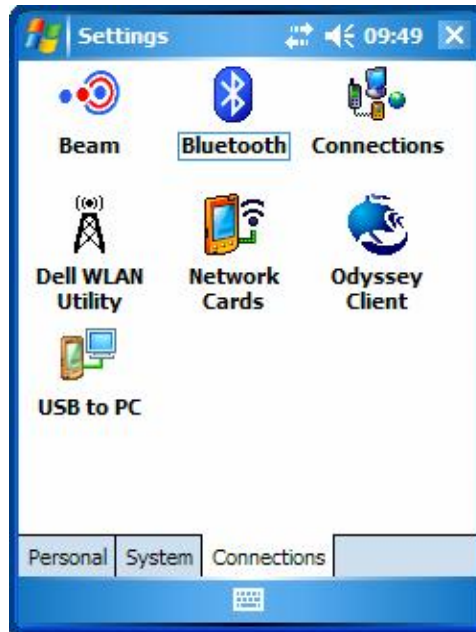 Settings 09:49
Beam Bluetooth Connections
Dell WLAN Network Odyssey
Utility Cards Client
USB to PC
Personal System Connections